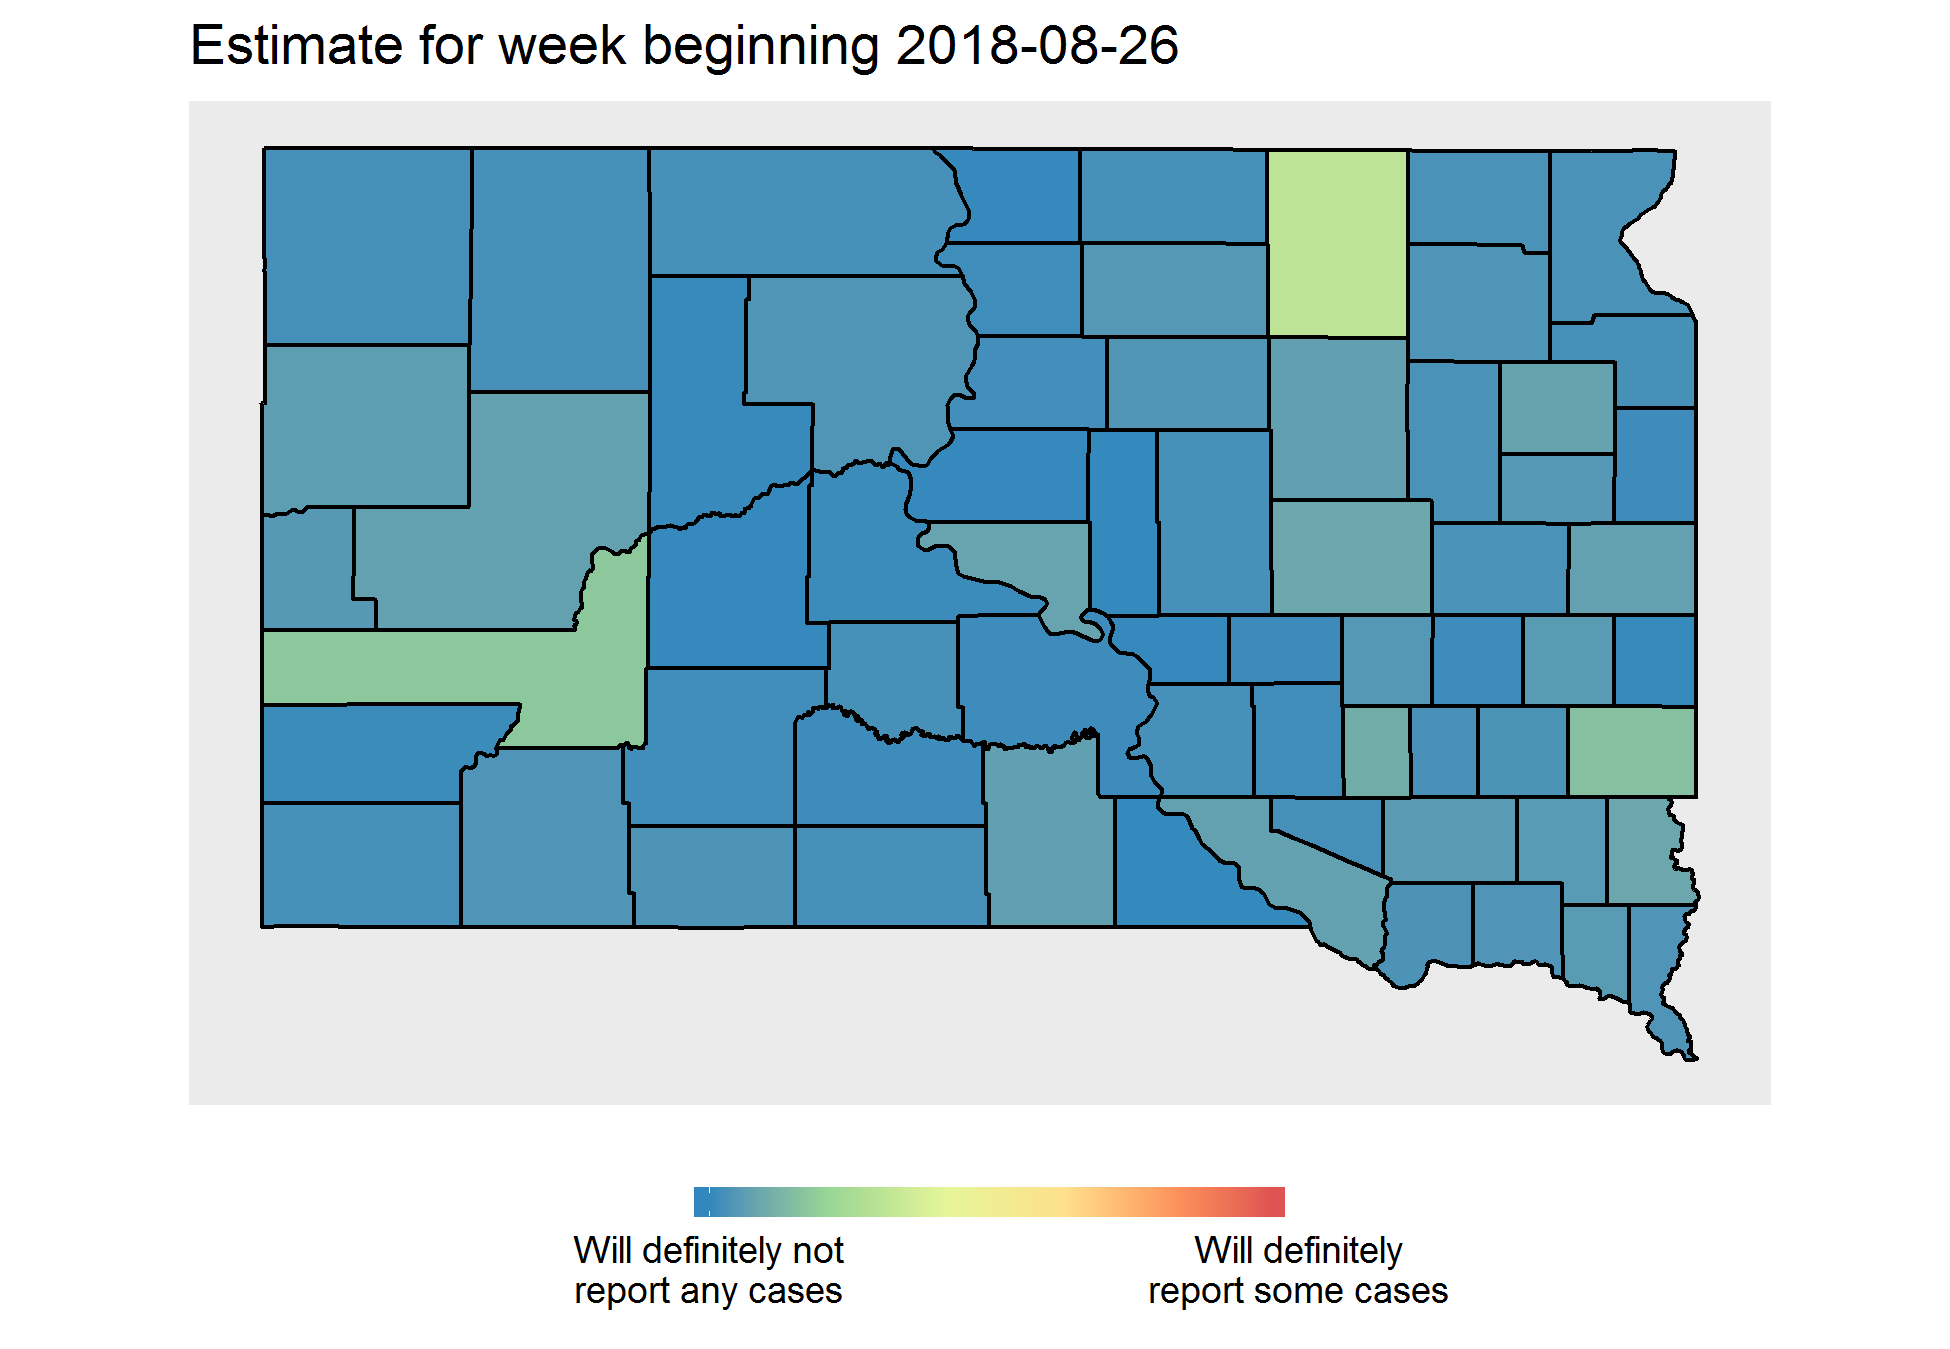 Estimate for week beginning 2018-08-26
Will definitely not
report any cases
Will definitely
report some cases